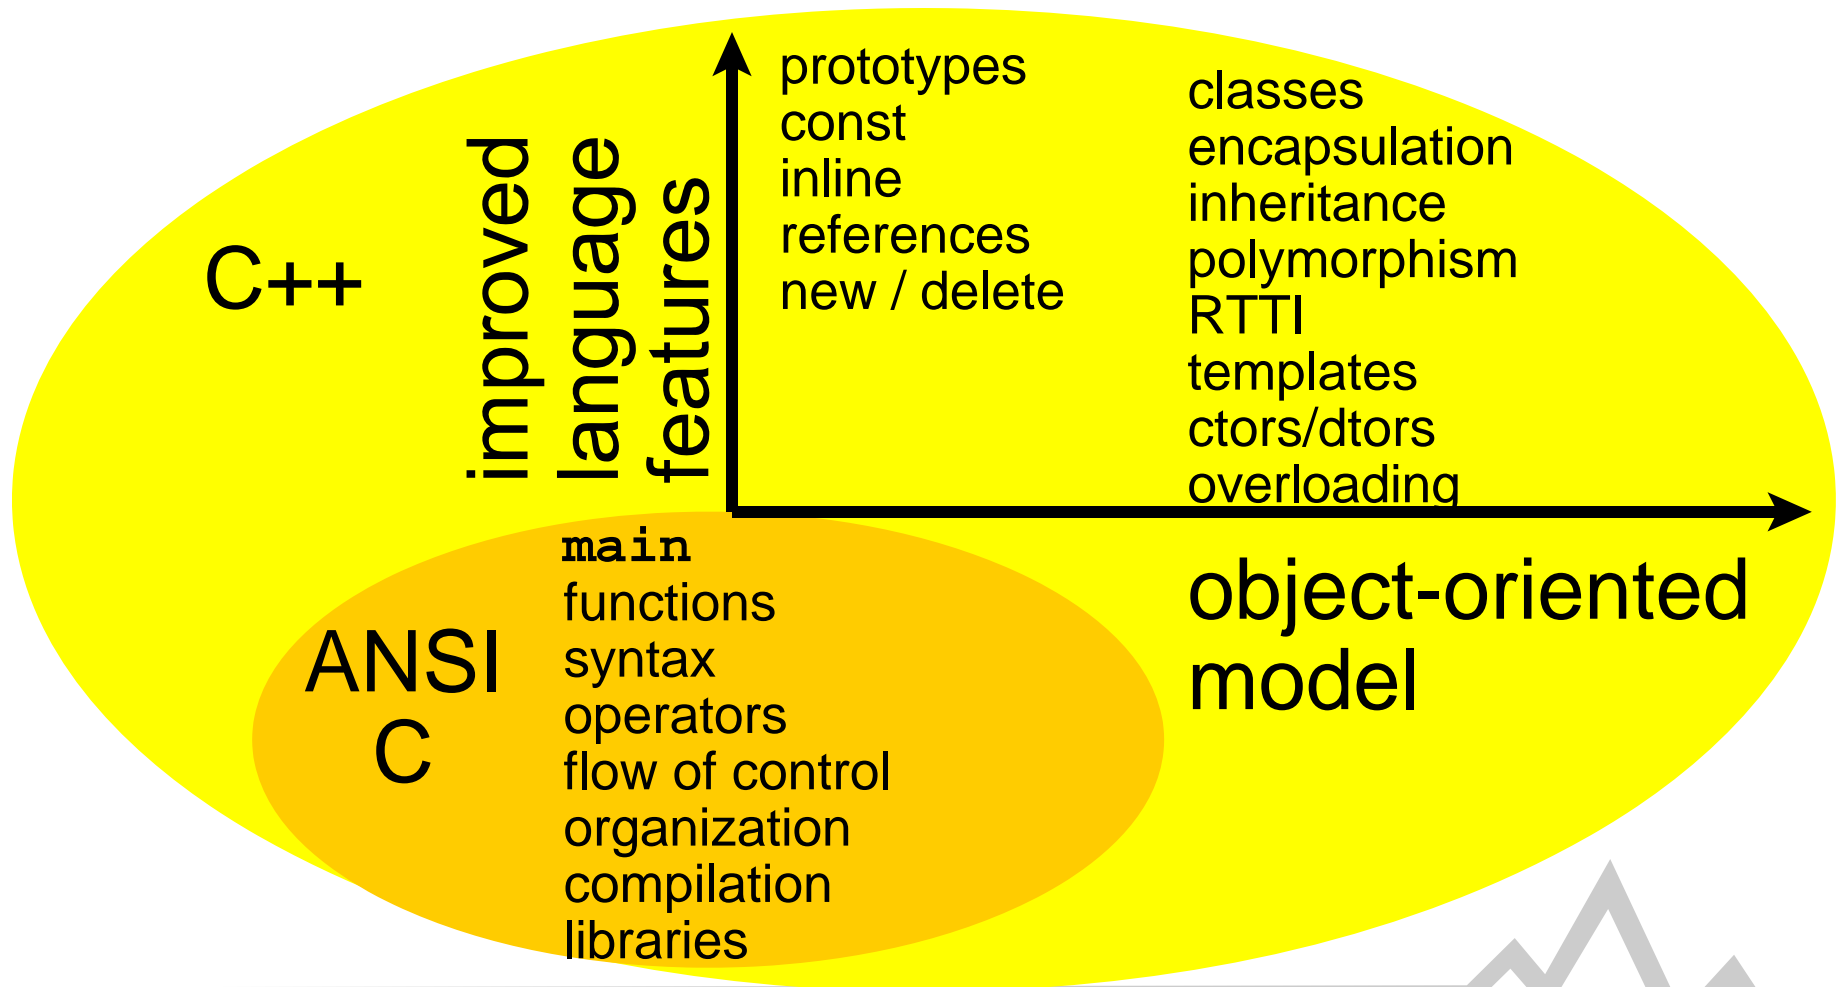 C++
improved
language
features
prototypes
const
inline
references
new / delete
classes
encapsulation
inheritance
polymorphism
RTTI
templates
ctors/dtors
overloading
object-oriented
model
ANSI
C
main
functions
syntax
operators
flow of control
organization
compilation
libraries